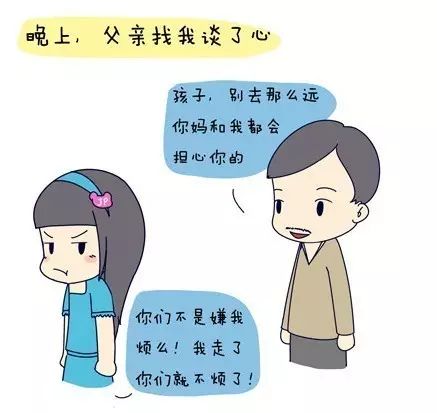 晚上，父亲找我谈了心
孩子，别去那么远
你妈和我都会
担心你的
JP
你们不是嫌我
烦么！我走了
你们就不烦了！